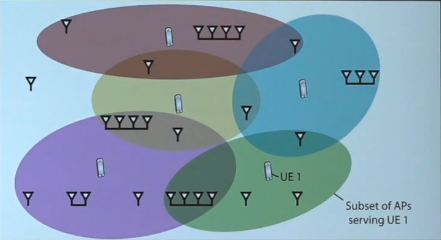 UE 1
Subset of APs
serving UE 1